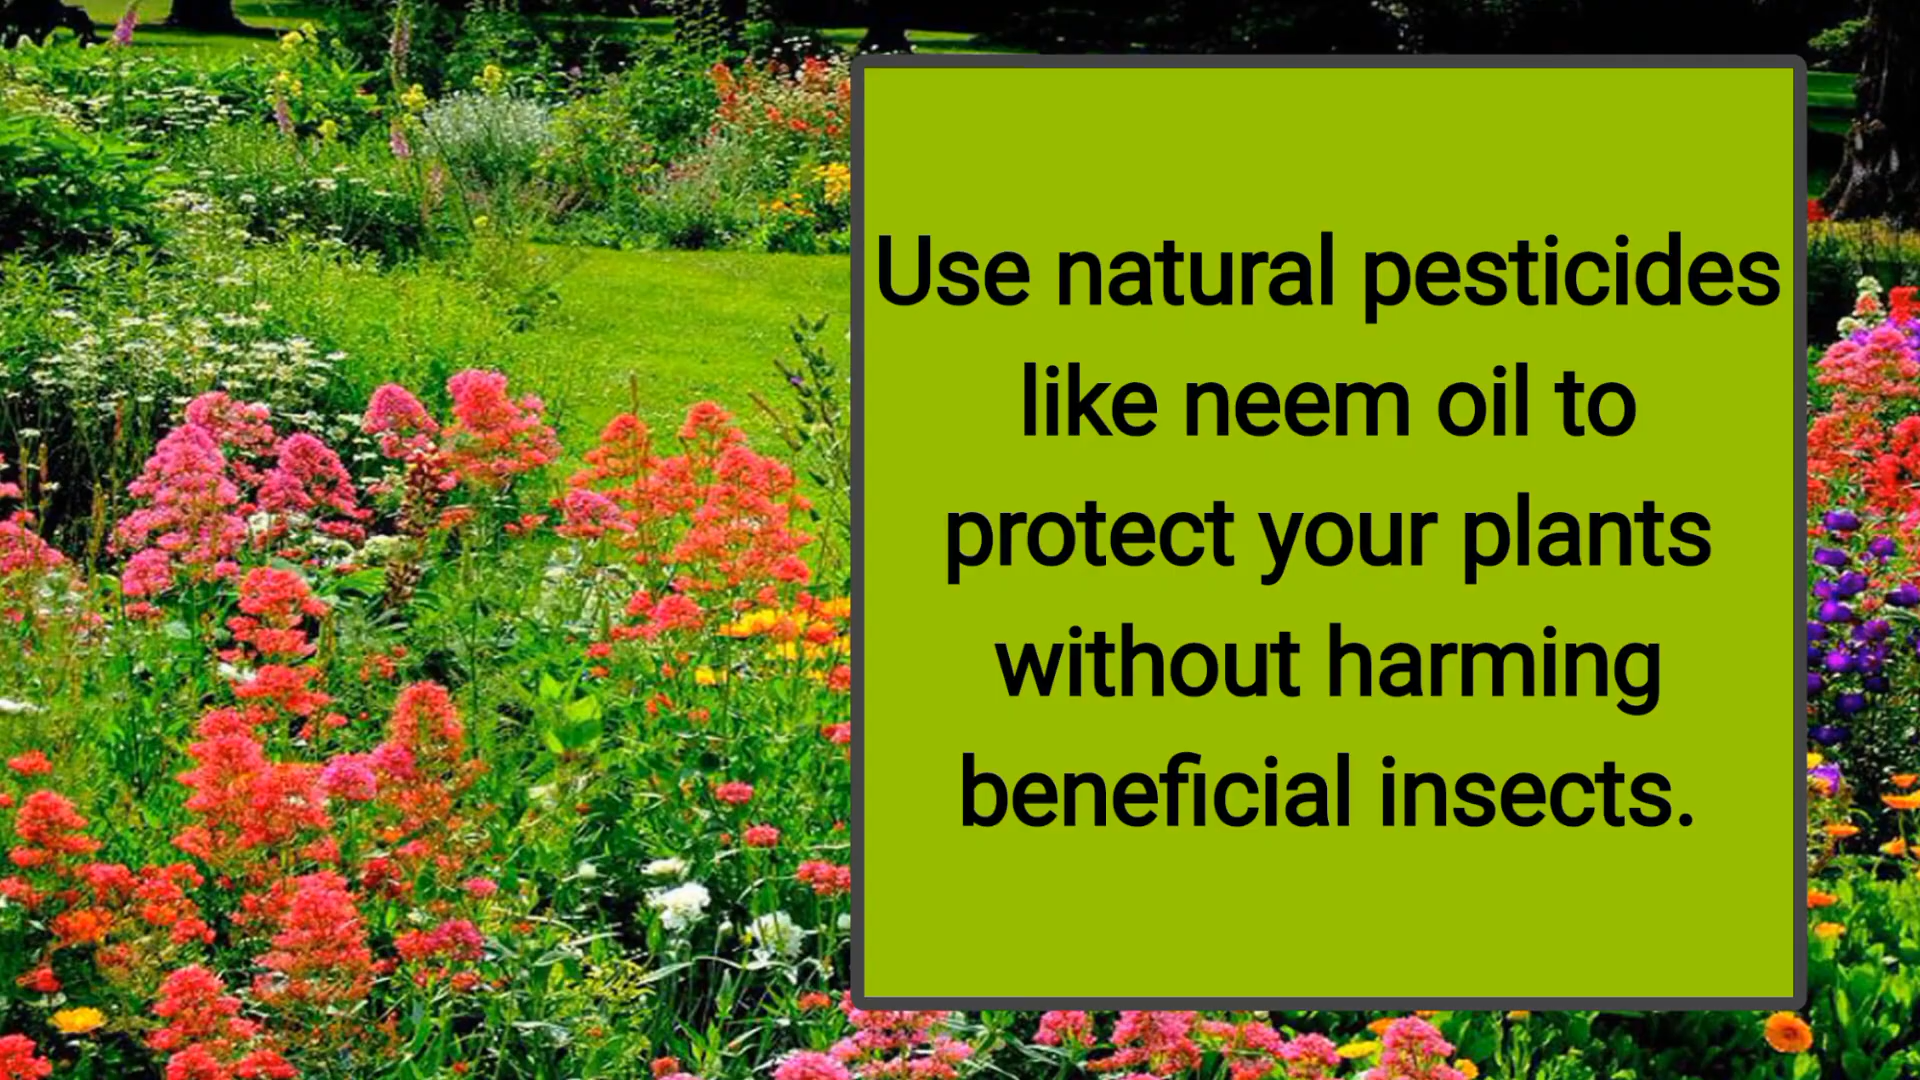 Use natural pesticides
like neem oil to
protect your plants
without harming
beneficial insects.